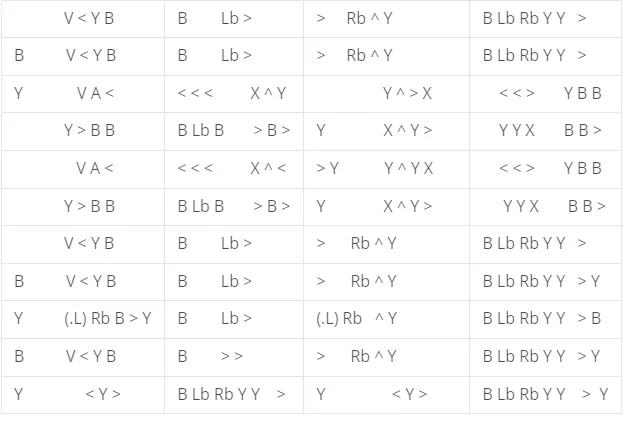 V < Y B B Lb > > Rb ^ Y B Lb Rb Y Y >
B V < Y B B Lb > > Rb ^ Y B Lb Rb Y Y >
Y V A < < < < X ^ Y Y ^ > X < < > Y B B
Y > B B B Lb B > B > Y X ^ Y > Y Y X B B >
V A < < < < X ^ < > Y Y ^ Y X < < > Y B B
Y > B B B Lb B > B > Y X ^ Y > Y Y X B B >
V < Y B B Lb > > Rb ^ Y B Lb Rb Y Y >
B V < Y B B Lb > > Rb ^ Y B Lb Rb Y Y > Y
Y (.L) Rb B > Y B Lb > (.L) Rb ^ Y B Lb Rb Y Y > B
B V < Y B B > > > Rb ^ Y B Lb Rb Y Y > Y
Y < Y > B Lb Rb Y Y > Y < Y > B Lb Rb Y Y > Y